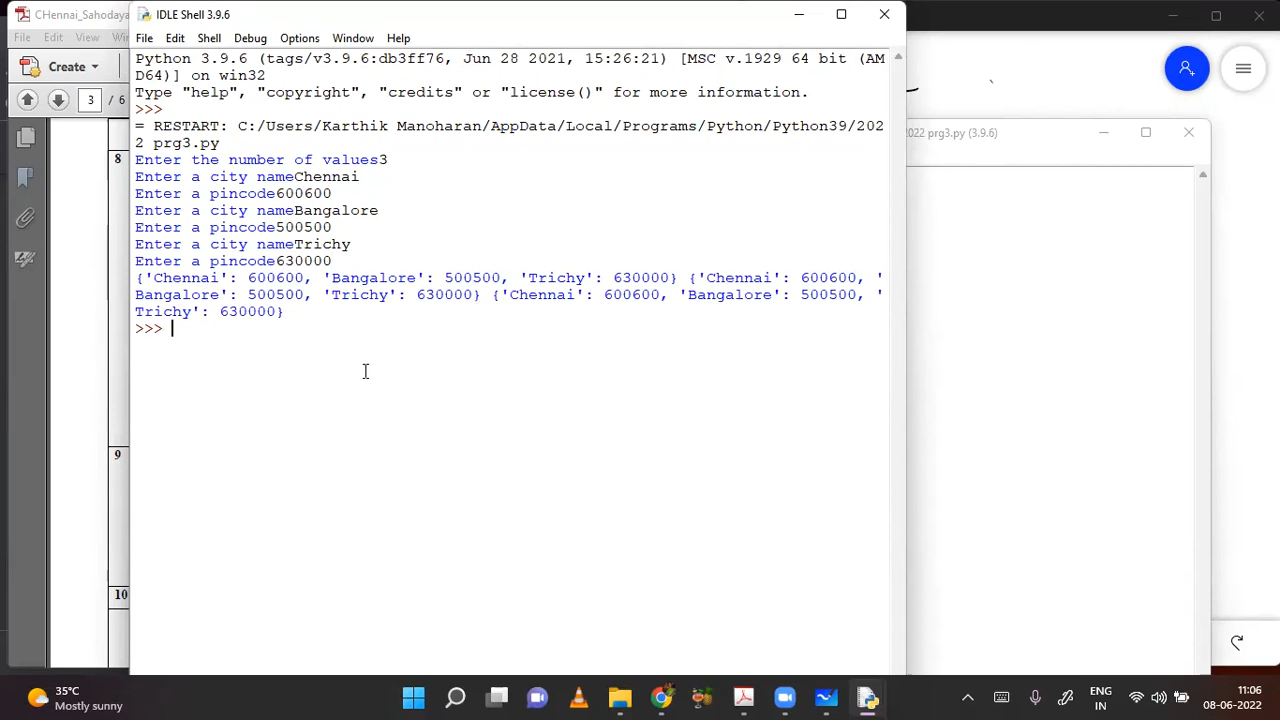 CHennai_Sahodaya
IDLE Shell 3.9.6
File Edit View Win
File Edit Shell Debug Options Window Help
Create
3 / 6
Python 3.9.6 (tags/v3.9.6:db3ff76, Jun 28 2021, 15:26:21) [MSC v.1929 64 bit (AM
D64)] on win32
Type "help", "copyright", "credits" or "license()" for more information.
>>>
= RESTART: C:/Users/Karthik Manoharan/AppData/Local/Programs/Python/Python39/202
2 prg3.py
2022 prg3.py (3.9.6)
Enter the number of values3
Enter a city nameChennai
Enter a pincode600600
Enter a city nameBangalore
Enter a pincode500500
Enter a city nameTrichy
Enter a pincode630000
{'Chennai': 600600, 'Bangalore': 500500, 'Trichy': 630000} {'Chennai': 600600, '
Bangalore': 500500, 'Trichy': 630000} {'Chennai': 600600, 'Bangalore': 500500, '
Trichy': 630000}
>>>
8
9
10
35°C
Mostly sunny
ENG
IN
11:06
08-06-2022